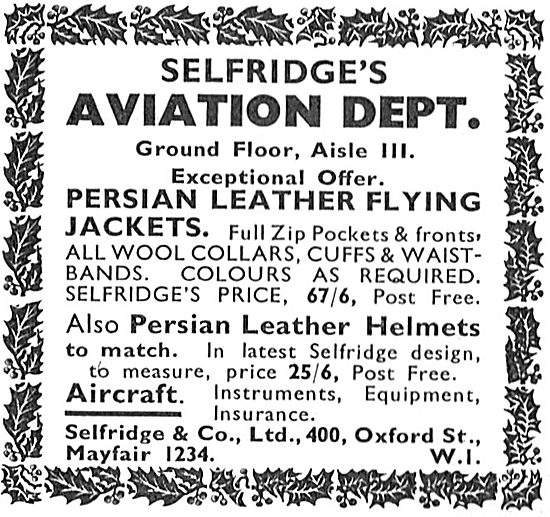 SELFRIDGE'S
AVIATION DEPT.
Ground Floor, Aisle III.
Exceptional Offer.
PERSIAN LEATHER FLYING
JACKETS. Full Zip Pockets & fronts,
ALL WOOL COLLARS, CUFFS & WAIST-
BANDS. COLOURS AS REQUIRED.
SELFRIDGE'S PRICE, 67/6, Post Free.
Also Persian Leather Helmets
to match. In latest Selfridge design,
to measure, price 25/6, Post Free.
Aircraft. Instruments, Equipment,
Insurance.
Selfridge & Co., Ltd., 400, Oxford St.,
Mayfair 1234. W.I.